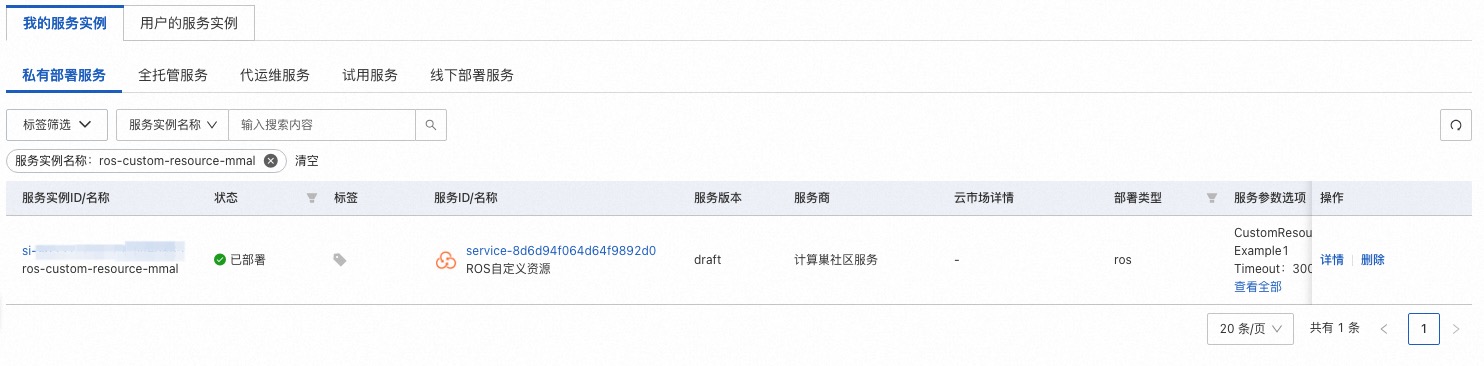 我的服务实例 用户的服务实例
私有部署服务 全托管服务 代运维服务 试用服务 线下部署服务
标签筛选 服务实例名称 输入搜索内容
服务实例名称：ros-custom-resource-mmal 清空
服务实例ID/名称 状态 标签 服务ID/名称 服务版本 服务商 云市场详情 部署类型 服务参数选项 操作
si-
ros-custom-resource-mmal
已部署
service-8d6d94f064d64f9892d0
ROS自定义资源
draft
计算巢社区服务
-
ros
CustomResou
Example1
Timeout：300
查看全部
详情 删除
20 条/页 共有 1 条 1